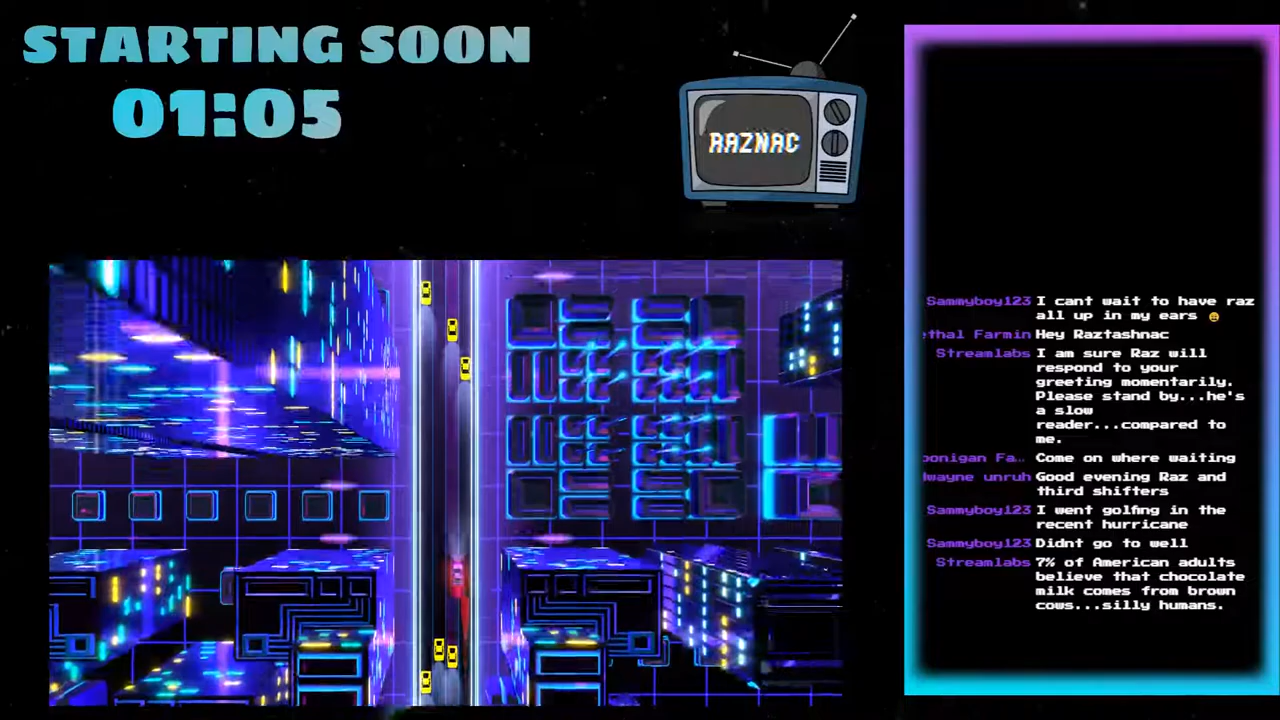 STARTING SOON
01:05
RAZNAC
Sammyboy123 I cant wait to have raz
all up in my ears
ethal Farmin Hey Raztashnac
Streamlabs I am sure Raz will
respond to your
greeting momentarily.
Please stand by...he's
a slow
reader...compared to
me.
oonigan Fa… Come on where waiting
dwayne unruh Good evening Raz and
third shifters
Sammyboy123 I went golfing in the
recent hurricane
Sammyboy123 Didnt go to well
Streamlabs 7% of American adults
believe that chocolate
milk comes from brown
cows...silly humans.